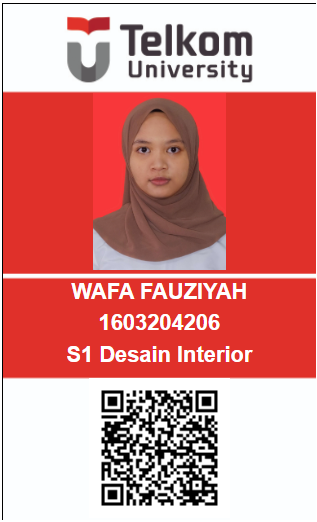 Telkom
University
WAFA FAUZIYAH
1603204206
S1 Desain Interior